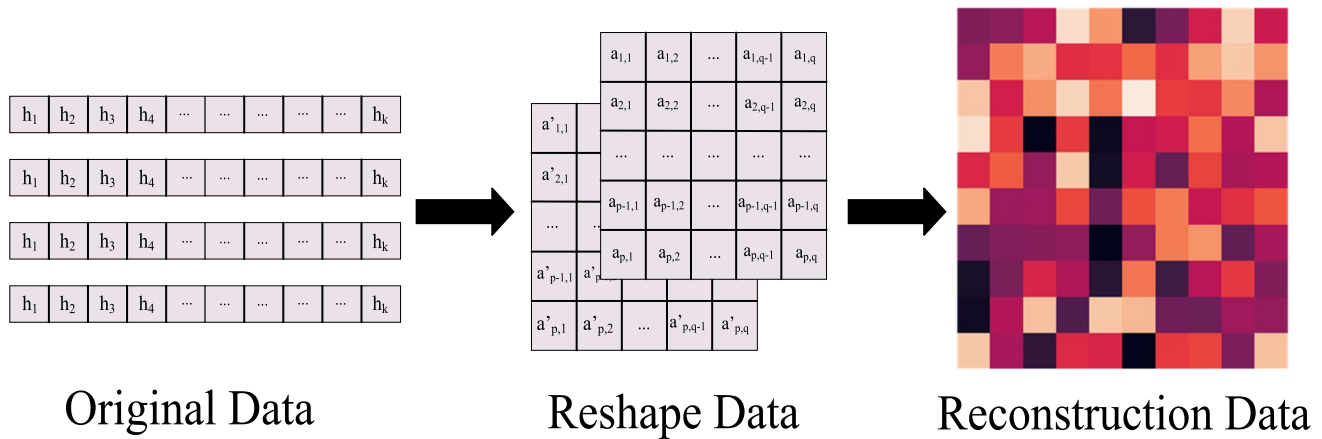 h₁ h₂ h₃ h₄ ... ... ... ... ... hₖ
h₁ h₂ h₃ h₄ ... ... ... ... ... hₖ
h₁ h₂ h₃ h₄ ... ... ... ... ... hₖ
h₁ h₂ h₃ h₄ ... ... ... ... ... hₖ
Original Data
a'1,1
a'2,1
... ..
a'p-1,1 a'p
a'p,1 a'p,2 ... a'p,q-1 a'p,q
a1,1 a1,2 ... a1,q-1 a1,q
a2,1 a2,2 ... a2,q-1 a2,q
... ... ... ... ...
ap-1,1 ap-1,2 ... ap-1,q-1 ap-1,q
ap,1 ap,2 ... ap,q-1 ap,q
Reshape Data
Reconstruction Data